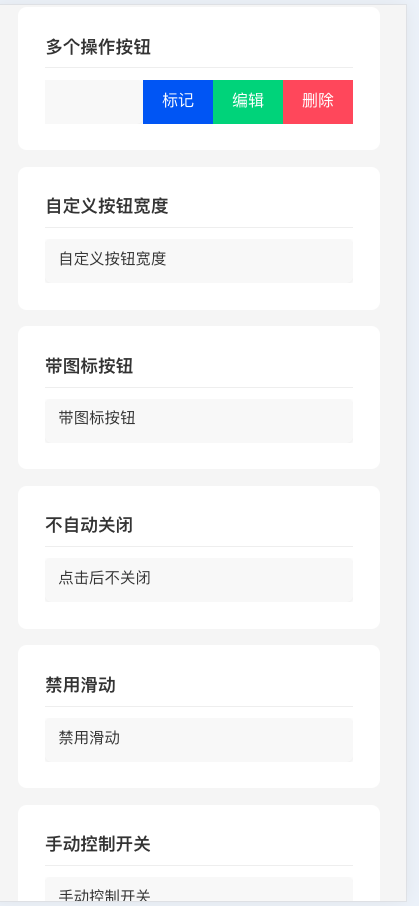 多个操作按钮
标记 编辑 删除
自定义按钮宽度
自定义按钮宽度
带图标按钮
带图标按钮
不自动关闭
点击后不关闭
禁用滑动
禁用滑动
手动控制开关
手动控制开关